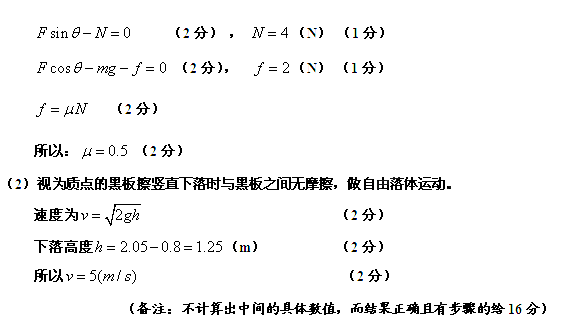 F sin θ − N = 0 （2分）， N = 4（N）（1分）
F cos θ − mg − f = 0 （2分）， f = 2（N）（1分）
f = μN （2分）
所以：μ = 0.5 （2分）
（2）视为质点的黑板擦竖直下落时与黑板之间无摩擦，做自由落体运动。
速度为v = √2gh （2分）
下落高度h = 2.05 − 0.8 = 1.25（m） （2分）
所以v = 5(m/s) （2分）
（备注：不计算出中间的具体数值，而结果正确且有步骤的给16分）